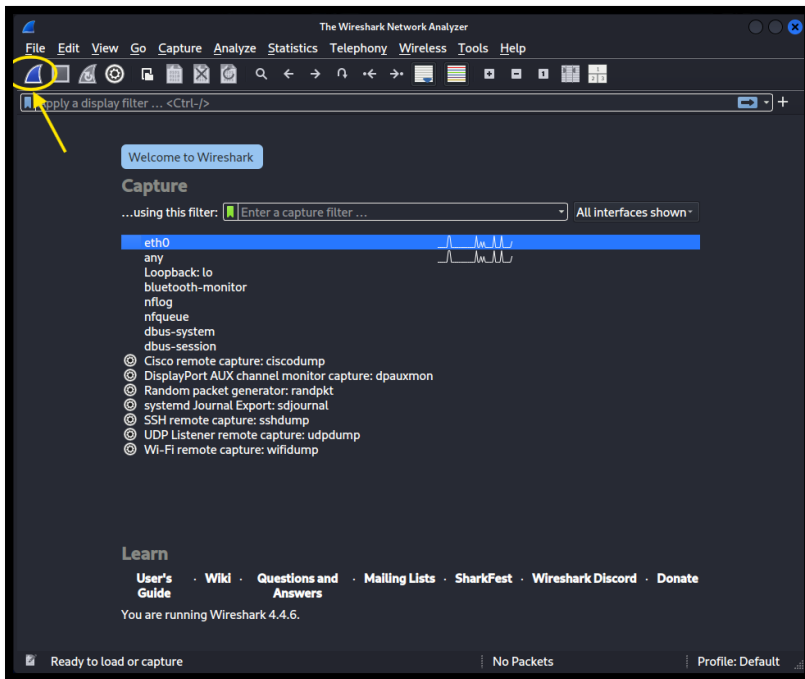 The Wireshark Network Analyzer
File Edit View Go Capture Analyze Statistics Telephony Wireless Tools Help
Apply a display filter ... <Ctrl-/>
Welcome to Wireshark
Capture
...using this filter: Enter a capture filter ... All interfaces shown
eth0
any
Loopback: lo
bluetooth-monitor
nflog
nfqueue
dbus-system
dbus-session
Cisco remote capture: ciscodump
DisplayPort AUX channel monitor capture: dpauxmon
Random packet generator: randpkt
systemd Journal Export: sdjournal
SSH remote capture: sshdump
UDP Listener remote capture: udpdump
Wi-Fi remote capture: wifidump
Learn
User's Guide · Wiki · Questions and Answers · Mailing Lists · SharkFest · Wireshark Discord · Donate
You are running Wireshark 4.4.6.
Ready to load or capture No Packets Profile: Default